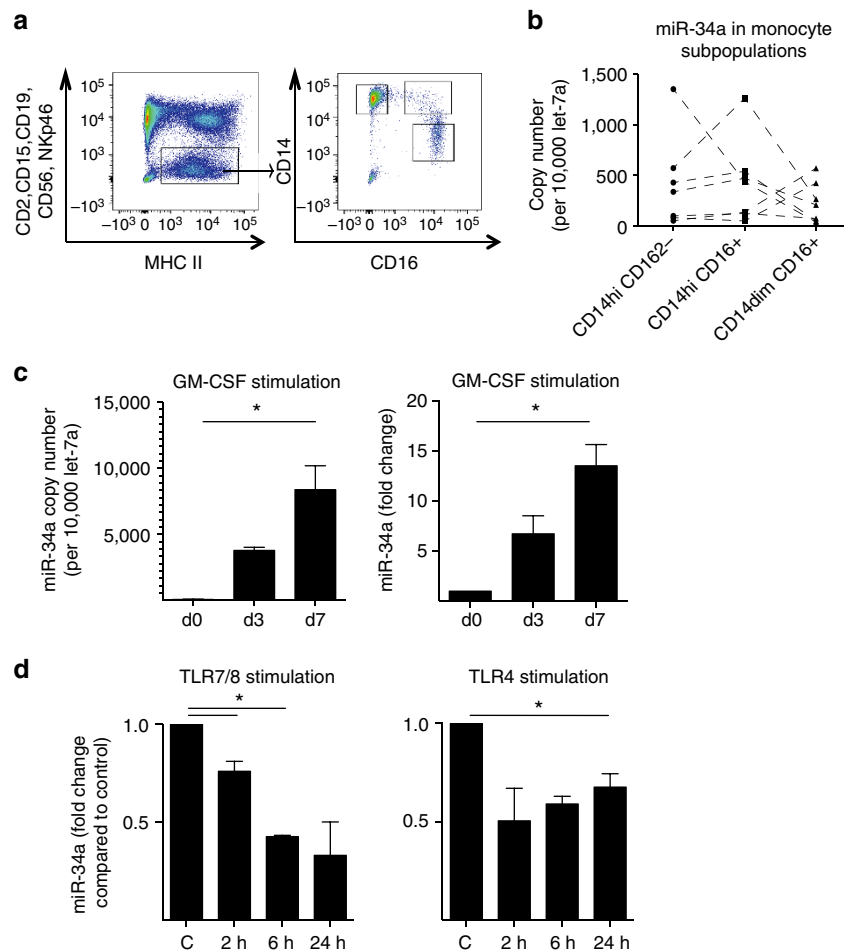 a
CD2,CD15,CD19,
CD56, NKp46
10^5
10^4
10^3
−10^3
−10^3 0 10^3 10^4 10^5
MHC II
CD14
10^5
10^4
10^3
−10^3
−10^3 0 10^3 10^4 10^5
CD16
b
miR-34a in monocyte
subpopulations
Copy number
(per 10,000 let-7a)
1,500
1,000
500
0
CD14hi CD162−
CD14hi CD16+
CD14dim CD16+
c
GM-CSF stimulation
miR-34a copy number
(per 10,000 let-7a)
15,000
10,000
5,000
*
d0 d3 d7
GM-CSF stimulation
miR-34a (fold change)
20
15
10
5
*
d0 d3 d7
d
TLR7/8 stimulation
miR-34a (fold change
compared to control)
1.0
0.5
*
C 2 h 6 h 24 h
TLR4 stimulation
1.0
0.5
*
C 2 h 6 h 24 h